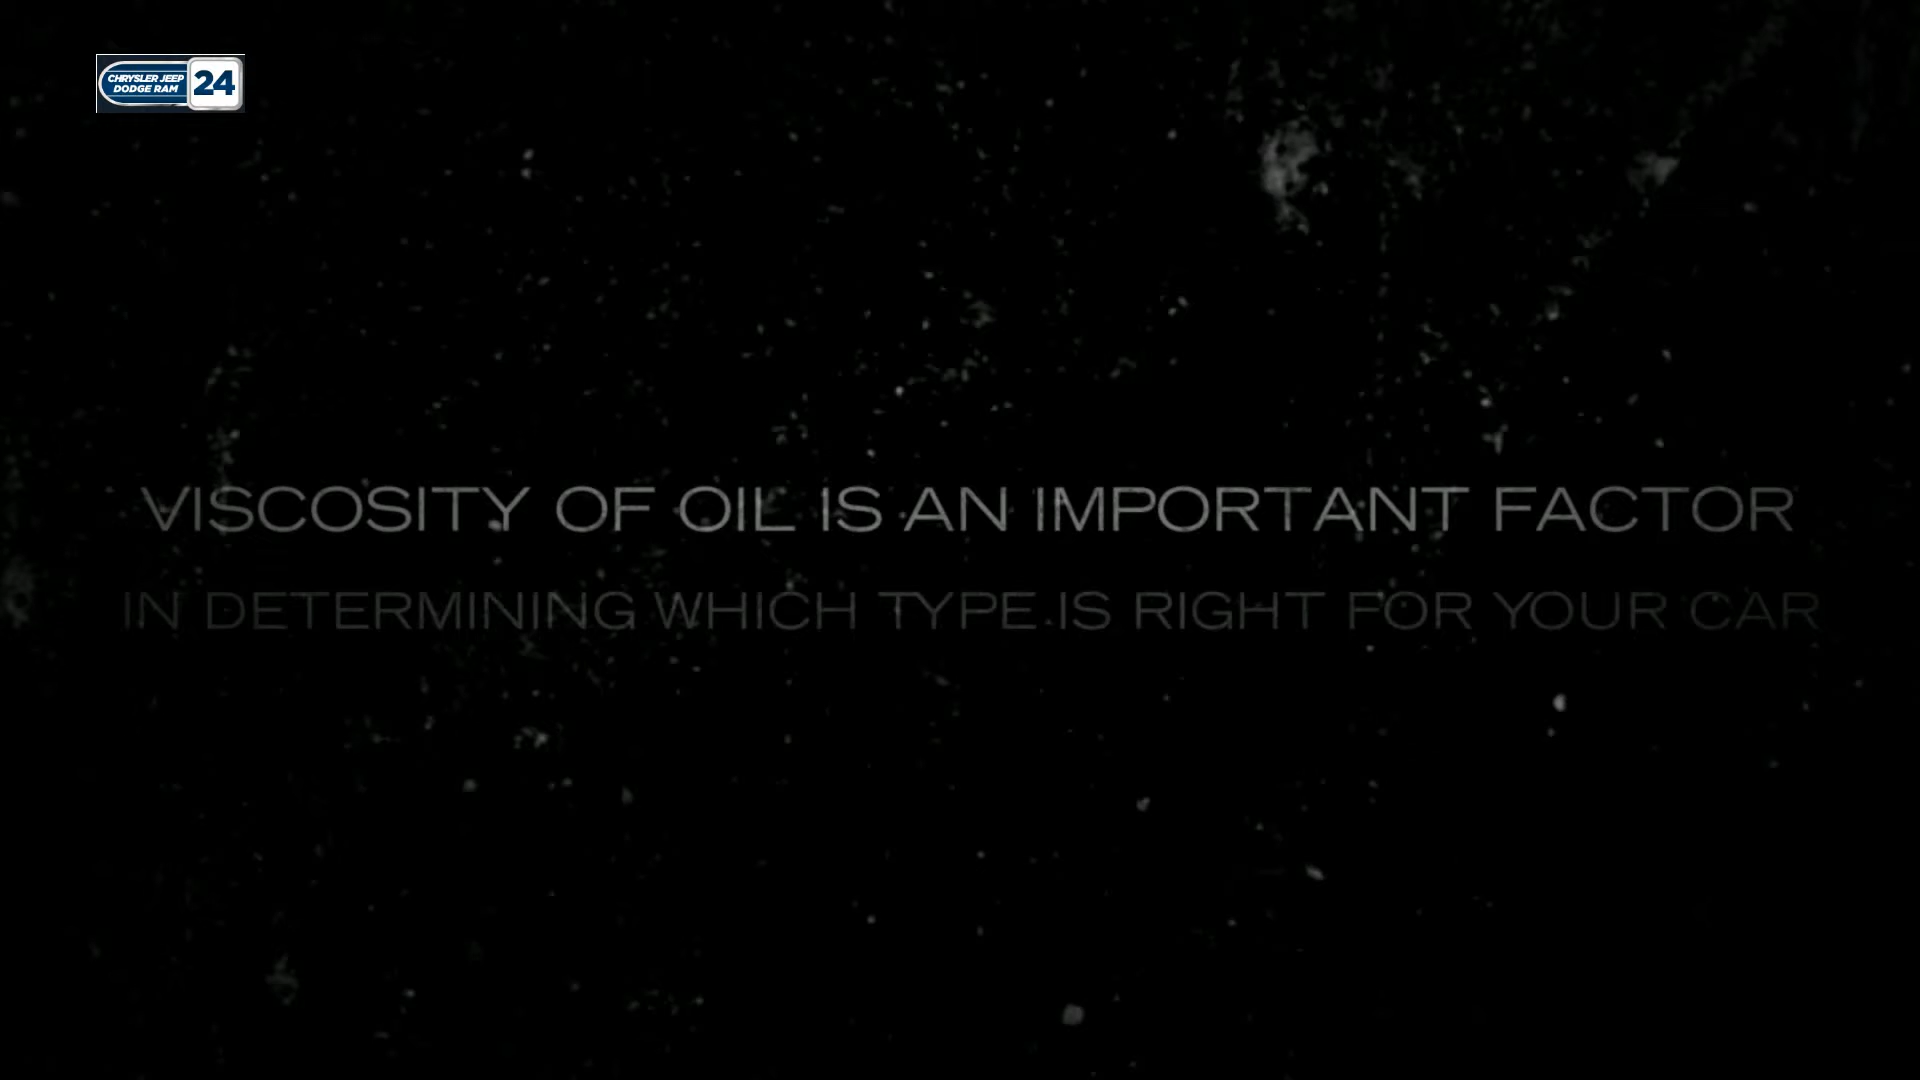 CHRYSLER JEEP
DODGE RAM
24
VISCOSITY OF OIL IS AN IMPORTANT FACTOR
IN DETERMINING WHICH TYPE IS RIGHT FOR YOUR CAR